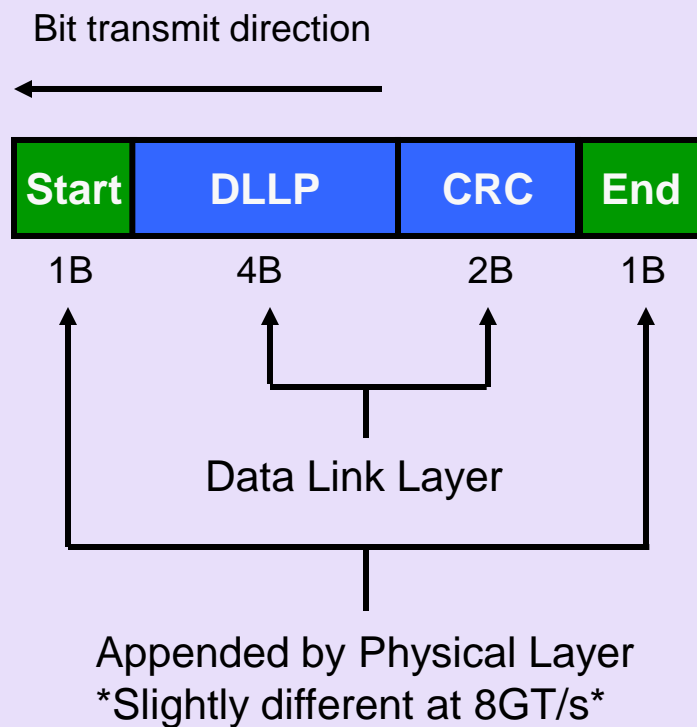 Bit transmit direction
Start DLLP CRC End
1B 4B 2B 1B
Data Link Layer
Appended by Physical Layer
*Slightly different at 8GT/s*